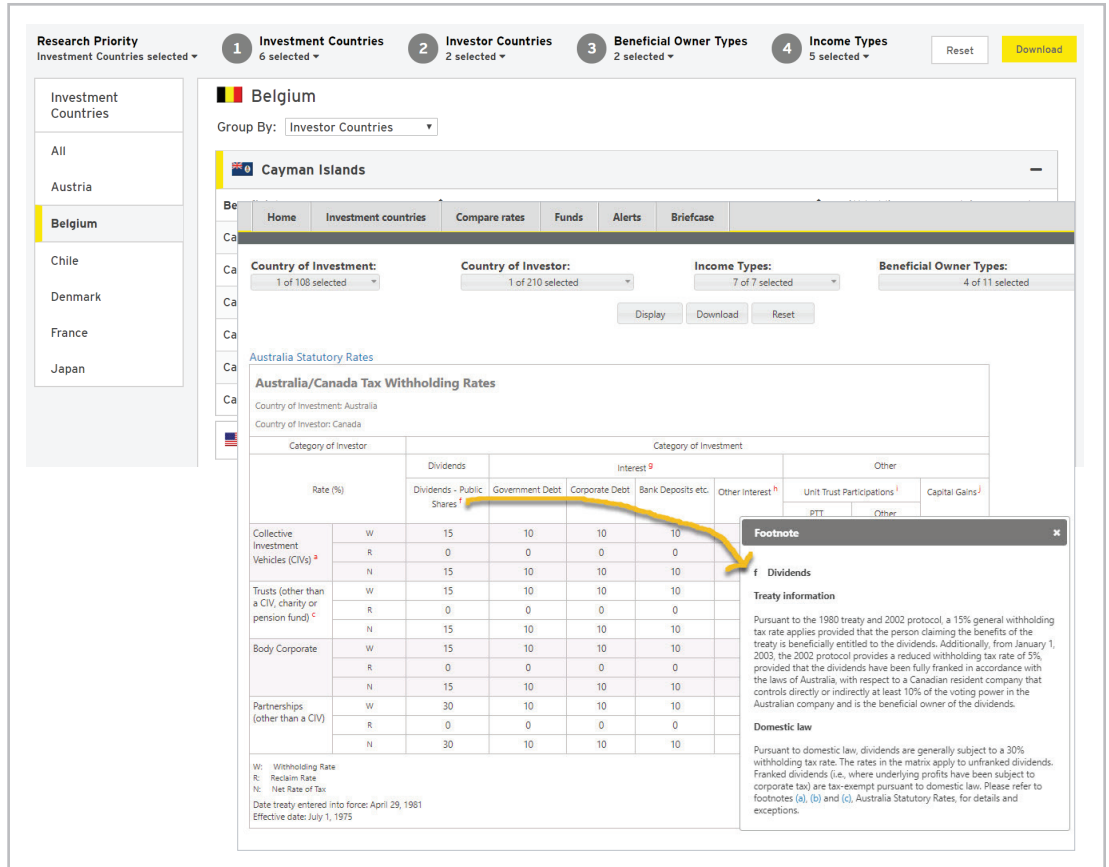 Research Priority
Investment Countries selected
1 Investment Countries
6 selected
2 Investor Countries
2 selected
3 Beneficial Owner Types
2 selected
4 Income Types
5 selected
Reset
Download
Investment
Countries
All
Austria
Belgium
Chile
Denmark
France
Japan
Belgium
Group By: Investor Countries
Cayman Islands
Be
Ca
Ca
Ca
Ca
Ca
Ca
Home Investment countries Compare rates Funds Alerts Briefcase
Country of Investment: Country of Investor: Income Types: Beneficial Owner Types:
1 of 108 selected 1 of 210 selected 7 of 7 selected 4 of 11 selected
Display Download Reset
Australia Statutory Rates
Australia/Canada Tax Withholding Rates
Country of Investment: Australia
Country of Investor: Canada
Category of Investor Category of Investment
Rate (%)
Dividends Interest g Other
Dividends - Public
Shares f
Government Debt Corporate Debt Bank Deposits etc. Other Interest h Unit Trust Participations i Capital Gains j
PTT Other
Collective
Investment
Vehicles (CIVs) a
W 15 10 10 10
R 0 0 0 0
N 15 10 10 10
Trusts (other than
a CIV, charity or
pension fund) c
W 15 10 10 10
R 0 0 0 0
N 15 10 10 10
Body Corporate
W 15 10 10 10
R 0 0 0 0
N 15 10 10 10
Partnerships
(other than a CIV)
W 30 10 10 10
R 0 0 0 0
N 30 10 10 10
W: Withholding Rate
R: Reclaim Rate
N: Net Rate of Tax
Date treaty entered into force: April 29, 1981
Effective date: July 1, 1975
Footnote
f Dividends
Treaty information
Pursuant to the 1980 treaty and 2002 protocol, a 15% general withholding
tax rate applies provided that the person claiming the benefits of the
treaty is beneficially entitled to the dividends. Additionally, from January 1,
2003, the 2002 protocol provides a reduced withholding tax rate of 5%,
provided that the dividends have been fully franked in accordance with
the laws of Australia, with respect to a Canadian resident company that
controls directly or indirectly at least 10% of the voting power in the
Australian company and is the beneficial owner of the dividends.
Domestic law
Pursuant to domestic law, dividends are generally subject to a 30%
withholding tax rate. The rates in the matrix apply to unfranked dividends.
Franked dividends (i.e., where underlying profits have been subject to
corporate tax) are tax-exempt pursuant to domestic law. Please refer to
footnotes (a), (b) and (c), Australia Statutory Rates, for details and
exceptions.